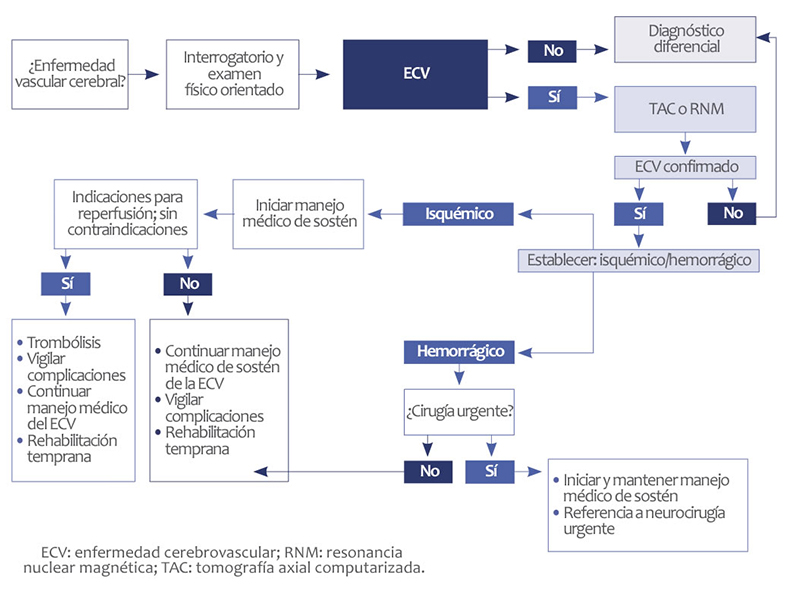 ¿Enfermedad
vascular cerebral?
Interrogatorio y
examen
físico orientado
ECV
No
Diagnóstico
diferencial
Sí
TAC o RNM
ECV confirmado
Sí
No
Establecer: isquémico/hemorrágico
Isquémico
Iniciar manejo
médico de sostén
Indicaciones para
reperfusión; sin
contraindicaciones
Sí
No
• Trombólisis
• Vigilar
complicaciones
• Continuar
manejo médico
del ECV
• Rehabilitación
temprana
• Continuar manejo
médico de sostén
de la ECV
• Vigilar
complicaciones
• Rehabilitación
temprana
Hemorrágico
¿Cirugía urgente?
No
Sí
• Iniciar y mantener manejo
médico de sostén
• Referencia a neurocirugía
urgente
ECV: enfermedad cerebrovascular; RNM: resonancia
nuclear magnética; TAC: tomografía axial computarizada.